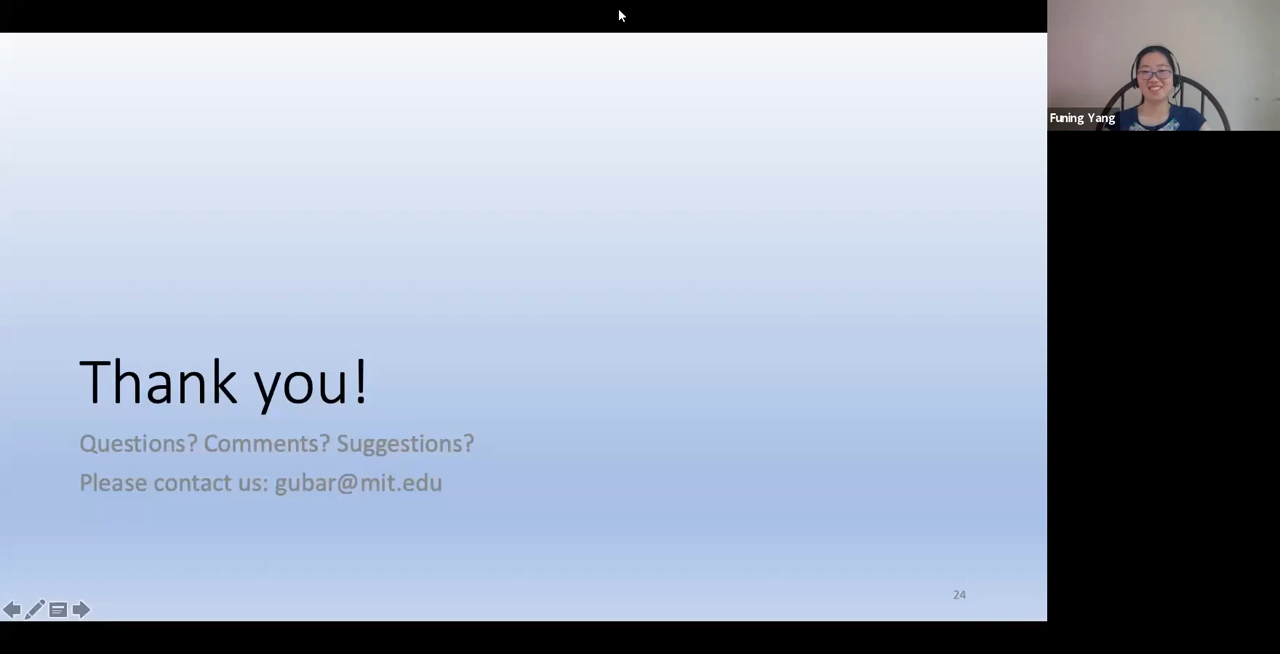 Funing Yang
Thank you!
Questions? Comments? Suggestions?
Please contact us: gubar@mit.edu
24